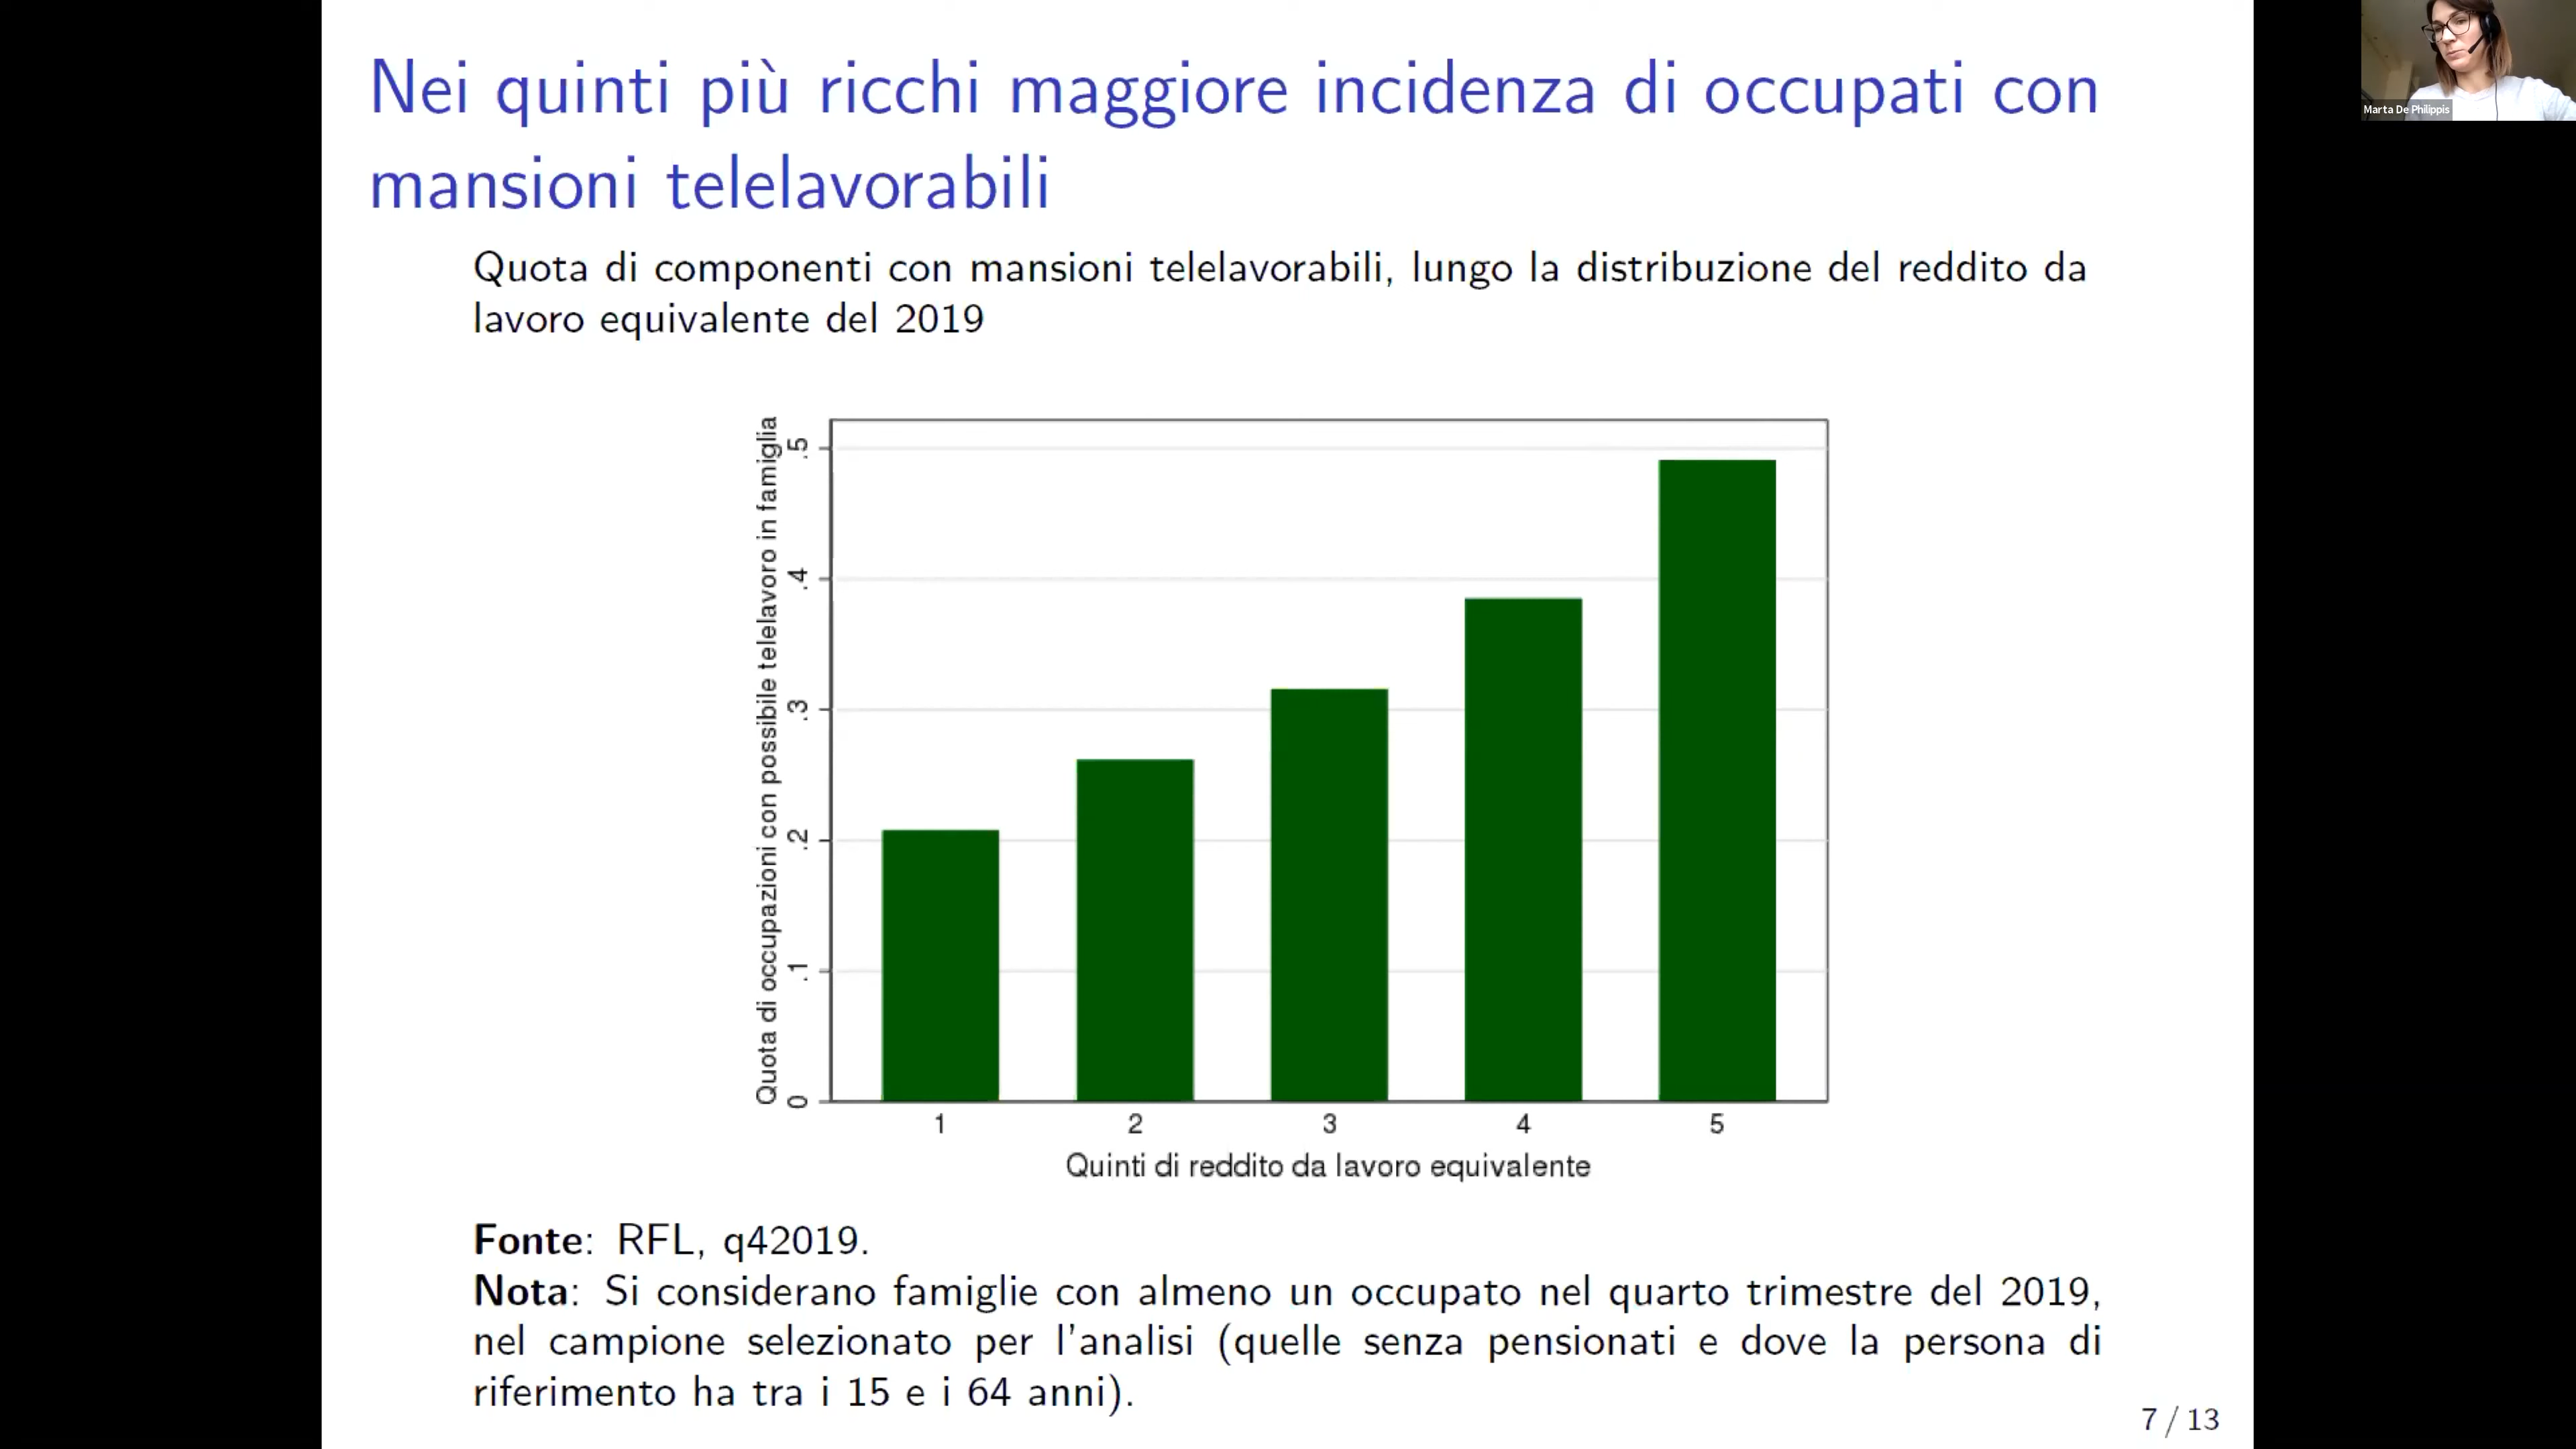 Nei quinti più ricchi maggiore incidenza di occupati con
mansioni telelavorabili
Marta De Philippis
Quota di componenti con mansioni telelavorabili, lungo la distribuzione del reddito da
lavoro equivalente del 2019
Quota di occupazioni con possibile telelavoro in famiglia
.5
.4
.3
.2
.1
0
1 2 3 4 5
Quinti di reddito da lavoro equivalente
Fonte: RFL, q42019.
Nota: Si considerano famiglie con almeno un occupato nel quarto trimestre del 2019,
nel campione selezionato per l'analisi (quelle senza pensionati e dove la persona di
riferimento ha tra i 15 e i 64 anni).
7 / 13